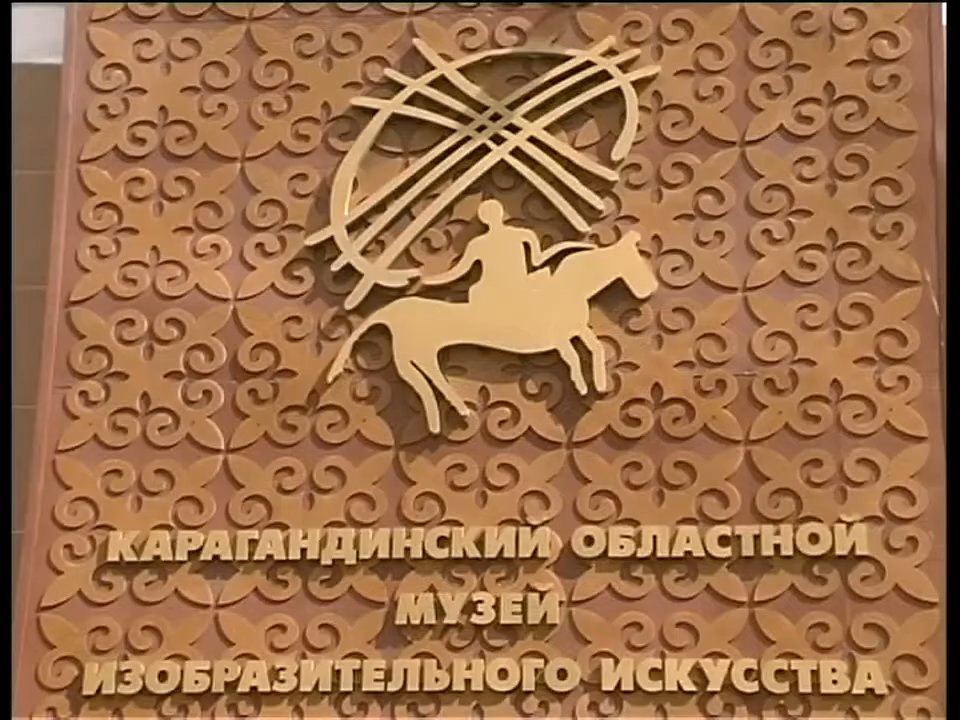 КАРАГАНДИНСКИЙ ОБЛАСТНОЙ
МУЗЕЙ
ИЗОБРАЗИТЕЛЬНОГО ИСКУССТВА